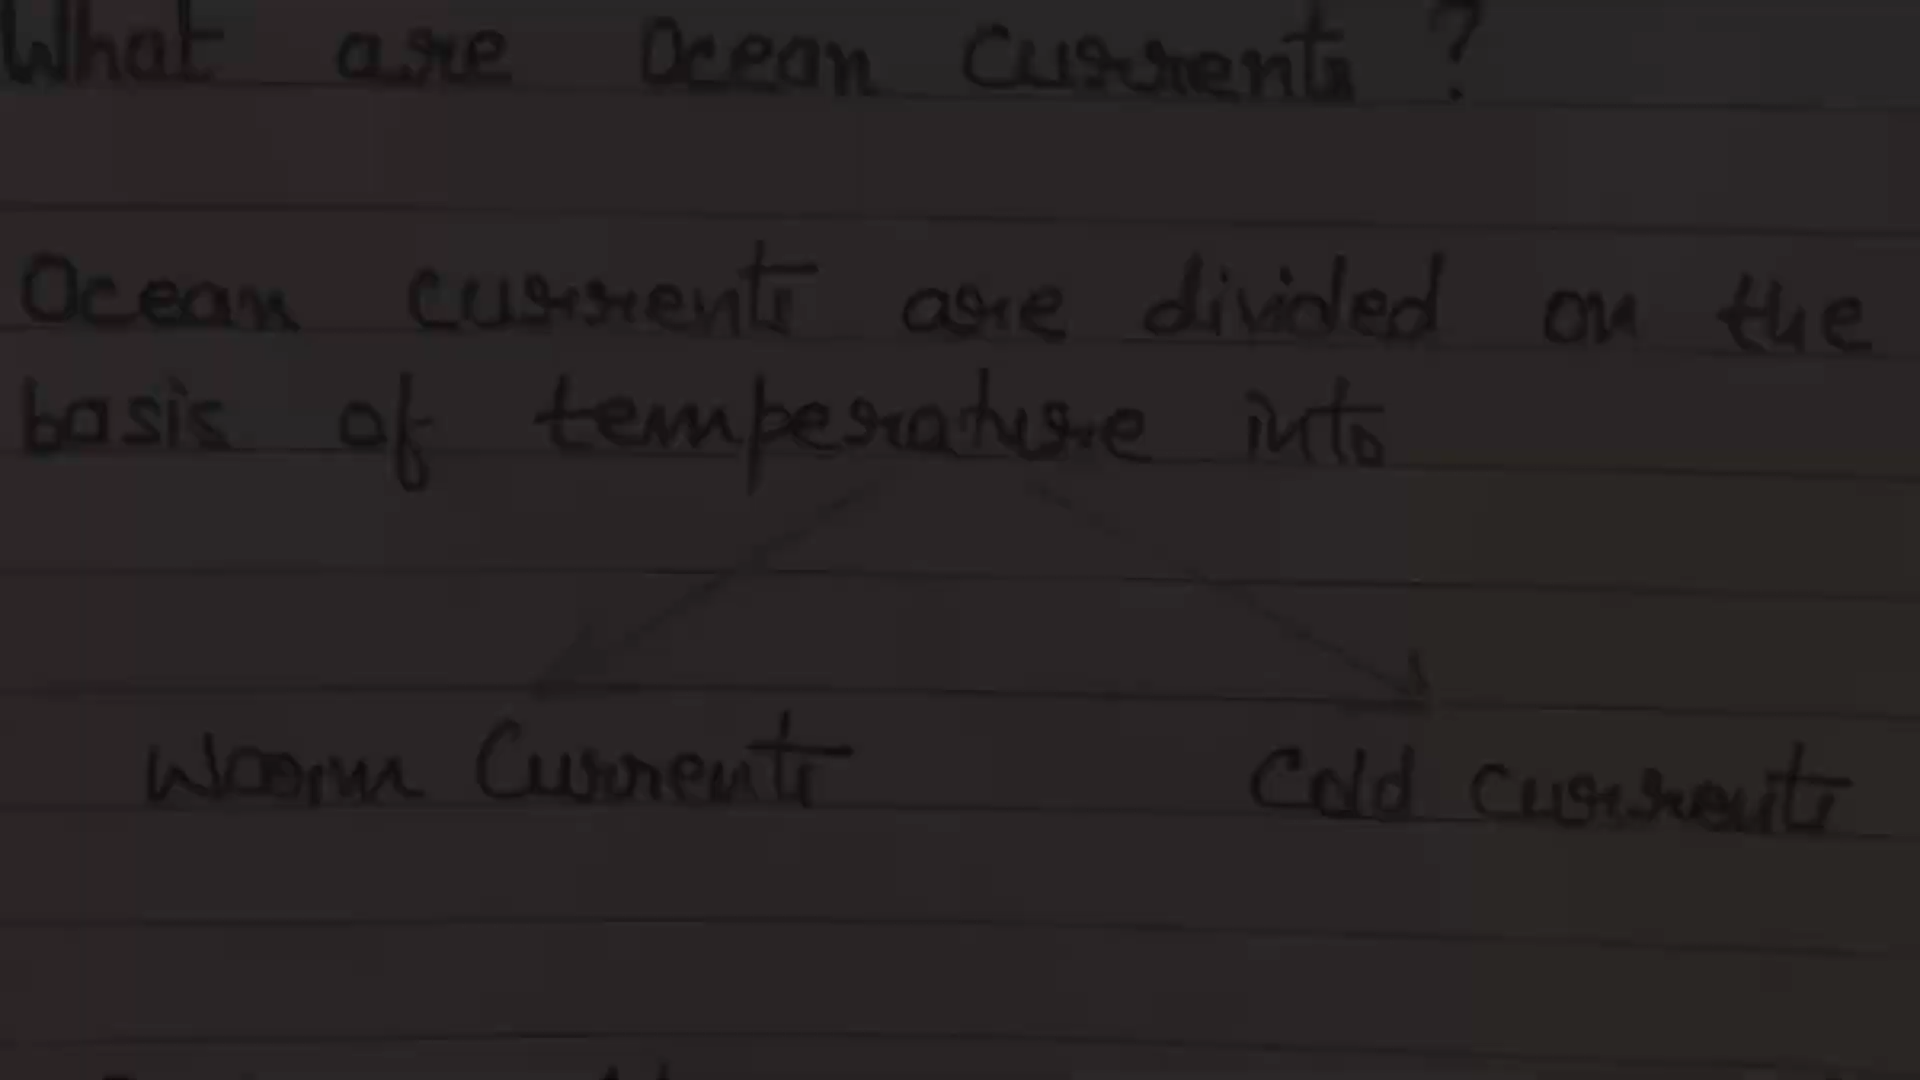 What are Ocean Currents ?
Ocean currents are divided on the
basis of temperature into
Warm Currents
Cold currents